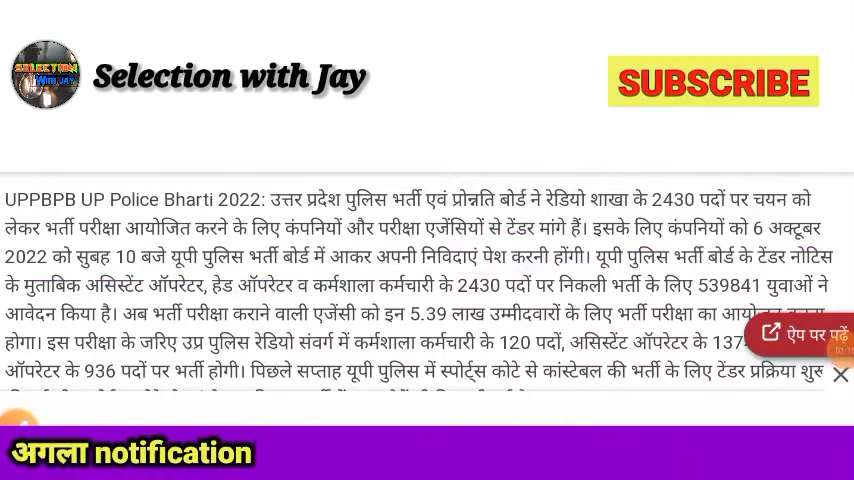 SELECTION
WITH JAY
Selection with Jay
SUBSCRIBE
UPPBPB UP Police Bharti 2022: उत्तर प्रदेश पुलिस भर्ती एवं प्रोन्नति बोर्ड ने रेडियो शाखा के 2430 पदों पर चयन को
लेकर भर्ती परीक्षा आयोजित करने के लिए कंपनियों और परीक्षा एजेंसियों से टेंडर मांगे हैं। इसके लिए कंपनियों को 6 अक्टूबर
2022 को सुबह 10 बजे यूपी पुलिस भर्ती बोर्ड में आकर अपनी निविदाएं पेश करनी होंगी। यूपी पुलिस भर्ती बोर्ड के टेंडर नोटिस
के मुताबिक असिस्टेंट ऑपरेटर, हेड ऑपरेटर व कर्मशाला कर्मचारी के 2430 पदों पर निकली भर्ती के लिए 539841 युवाओं ने
आवेदन किया है। अब भर्ती परीक्षा कराने वाली एजेंसी को इन 5.39 लाख उम्मीदवारों के लिए भर्ती परीक्षा का
होगा। इस परीक्षा के जरिए उप्र पुलिस रेडियो संवर्ग में कर्मशाला कर्मचारी के 120 पदों, असिस्टेंट ऑपरेटर के 137
ऐप पर पढ़ें
ऑपरेटर के 936 पदों पर भर्ती होगी। पिछले सप्ताह यूपी पुलिस में स्पोर्ट्स कोटे से कांस्टेबल की भर्ती के लिए टेंडर प्रक्रिया शुरू
अगला notification